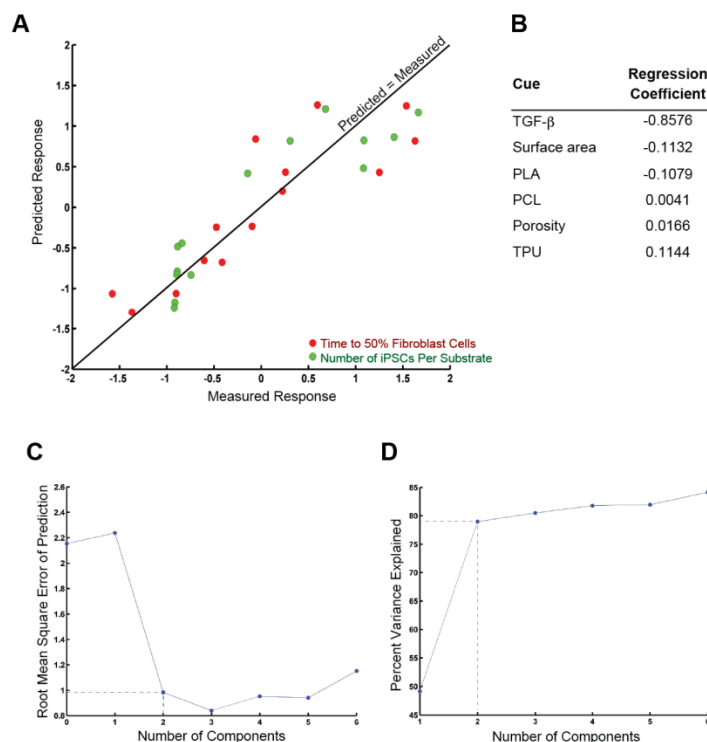 A
Predicted Response
2
1.5
1
0.5
0
-0.5
-1
-1.5
-2
Predicted = Measured
Time to 50% Fibroblast Cells
Number of iPSCs Per Substrate
-2 -1.5 -1 -0.5 0 0.5 1 1.5 2
Measured Response
B
Cue Regression Coefficient
TGF-β -0.8576
Surface area -0.1132
PLA -0.1079
PCL 0.0041
Porosity 0.0166
TPU 0.1144
C
Root Mean Square Error of Prediction
2.6
2.4
2.2
2
1.8
1.6
1.4
1.2
1
0.8
0 1 2 3 4 5 6
Number of Components
D
Percent Variance Explained
85
80
75
70
65
60
55
50
45
1 2 3 4 5 6
Number of Components